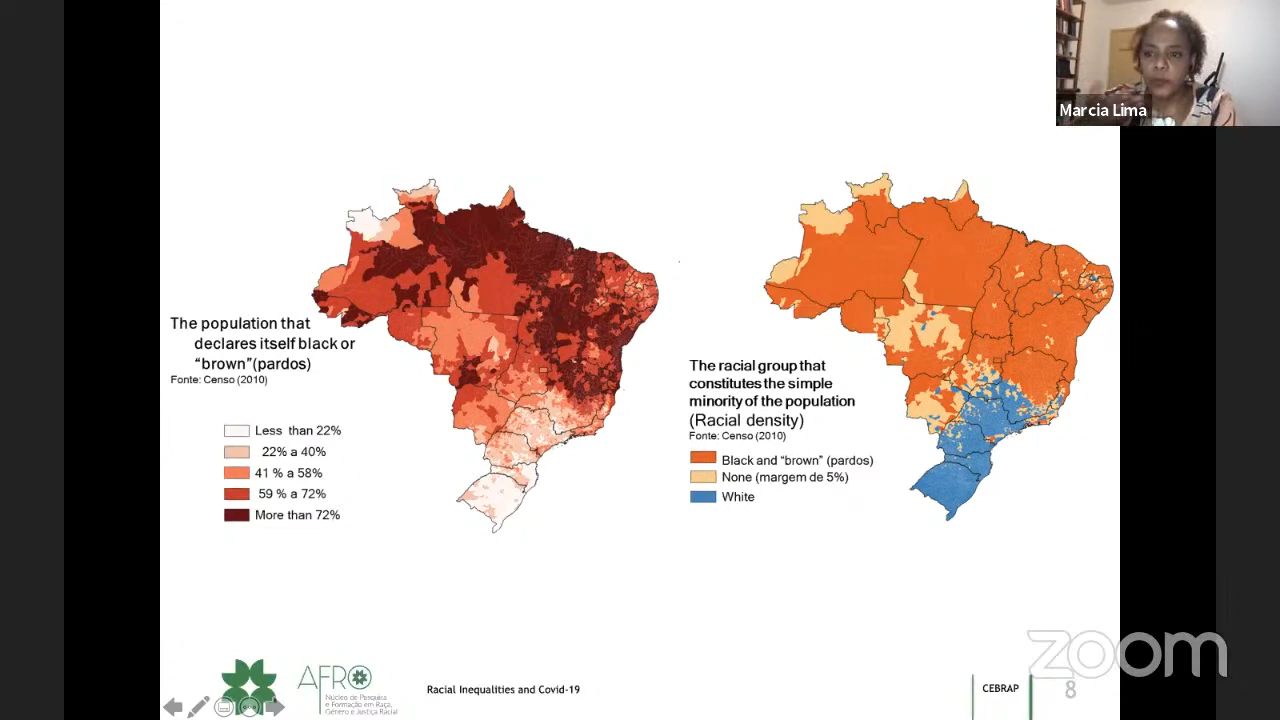 Marcia Lima
The population that
declares itself black or
“brown”(pardos)
Fonte: Censo (2010)
Less than 22%
22% a 40%
41 % a 58%
59 % a 72%
More than 72%
The racial group that
constitutes the simple
minority of the population
(Racial density)
Fonte: Censo (2010)
Black and “brown” (pardos)
None (margem de 5%)
White
AFRO
Núcleo de Pesquisa
e Formação em Raça,
Gênero e Justiça Racial
Racial Inequalities and Covid-19
CEBRAP
8
zoom